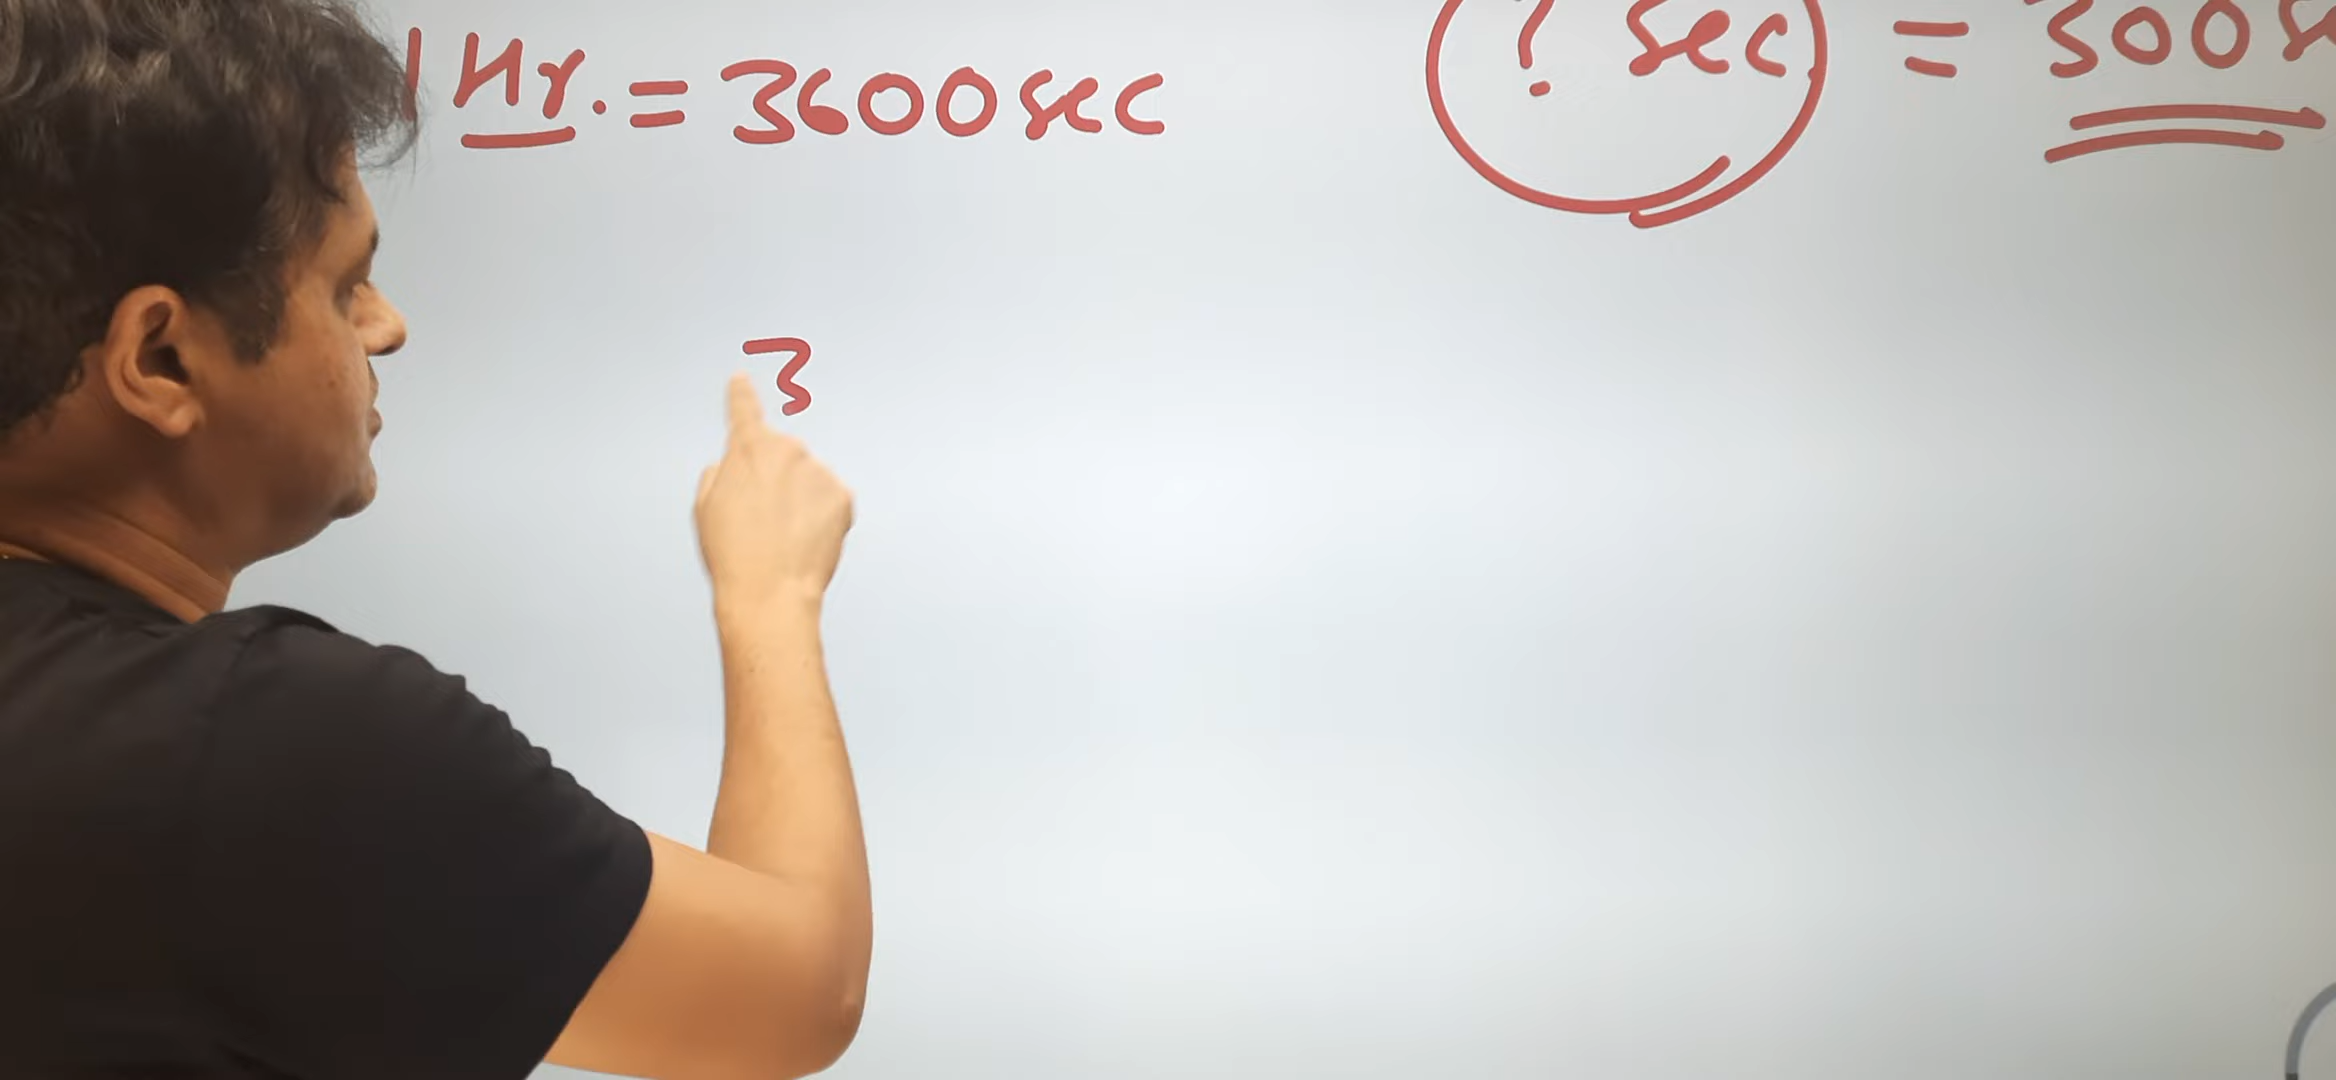 1 Hr. = 3600 sec
? sec = 300 s
3